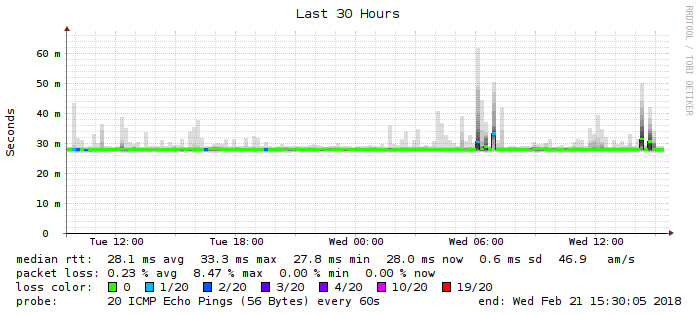 Last 30 Hours
RRDTOOL / TOBI OETIKER
Seconds
60 m
50 m
40 m
30 m
20 m
10 m
0
Tue 12:00 Tue 18:00 Wed 00:00 Wed 06:00 Wed 12:00
median rtt: 28.1 ms avg 33.3 ms max 27.8 ms min 28.0 ms now 0.6 ms sd 46.9 am/s
packet loss: 0.23 % avg 8.47 % max 0.00 % min 0.00 % now
loss color: 0 1/20 2/20 3/20 4/20 10/20 19/20
probe: 20 ICMP Echo Pings (56 Bytes) every 60s end: Wed Feb 21 15:30:05 2018